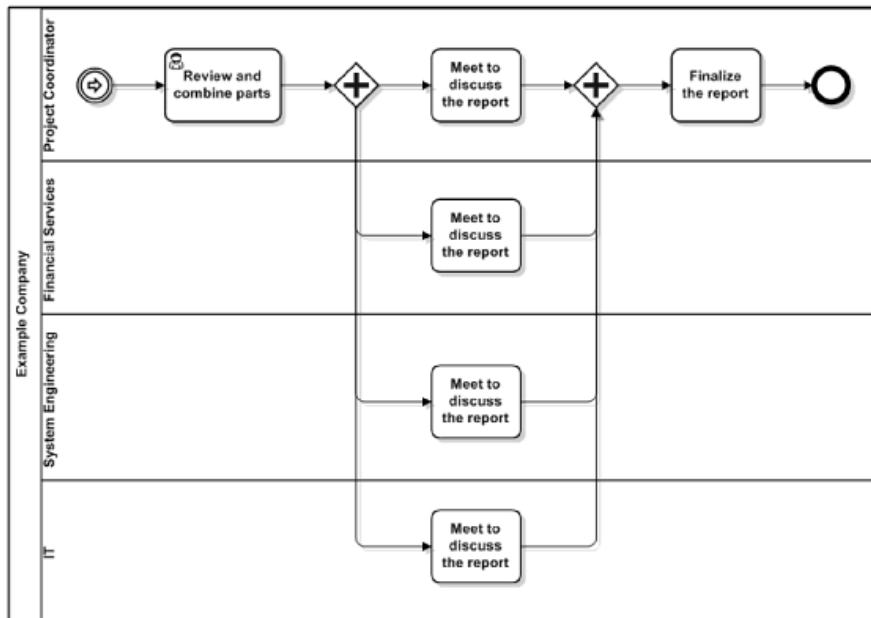 Example Company
Project Coordinator
Review and
combine parts
Meet to
discuss
the report
Finalize
the report
Financial Services
Meet to
discuss
the report
System Engineering
Meet to
discuss
the report
IT
Meet to
discuss
the report